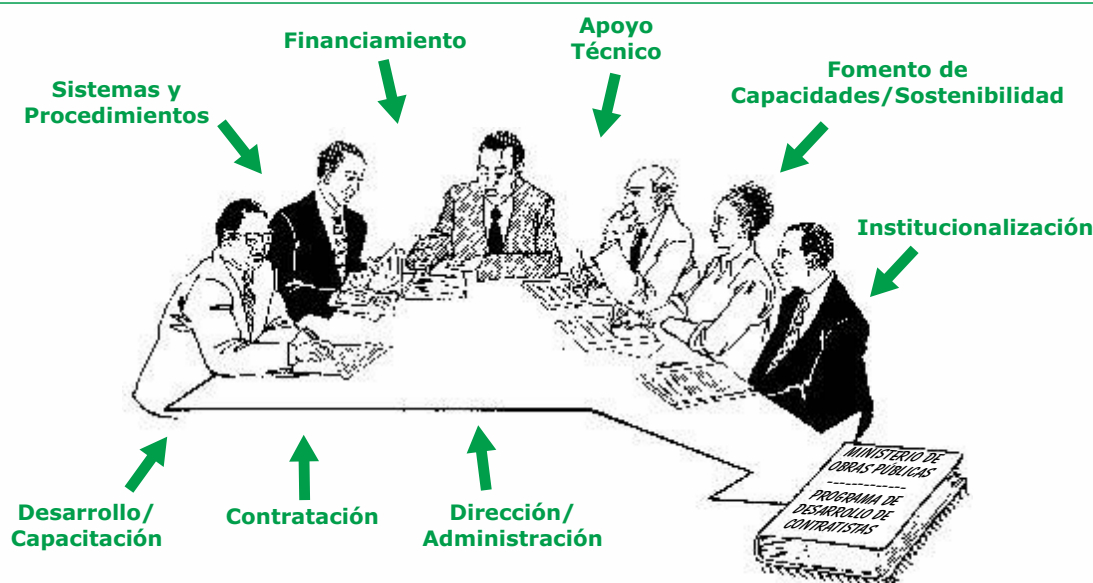 Financiamiento
Apoyo
Técnico
Sistemas y
Procedimientos
Fomento de
Capacidades/Sostenibilidad
Institucionalización
MINISTERIO DE
OBRAS PÚBLICAS
-------------
PROGRAMA DE
DESARROLLO DE
CONTRATISTAS
Desarrollo/
Capacitación
Contratación
Dirección/
Administración